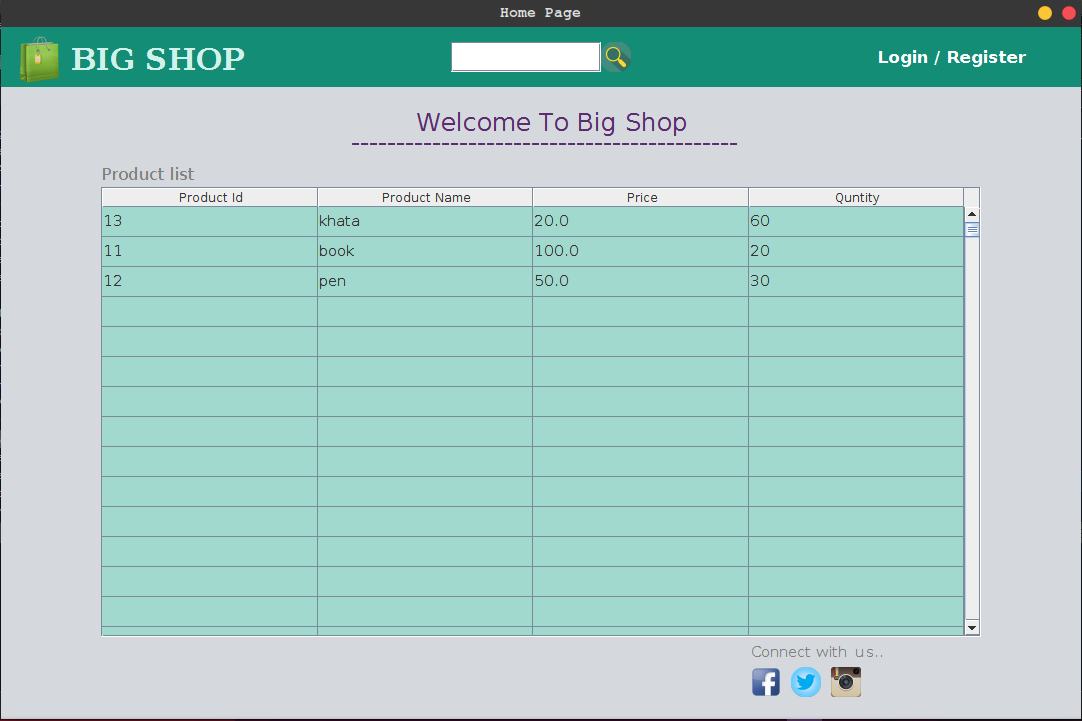 Home Page
BIG SHOP
Login / Register
Welcome To Big Shop
-------------------------------------------
Product list
Product Id Product Name Price Quntity
13 khata 20.0 60
11 book 100.0 20
12 pen 50.0 30
Connect with us..